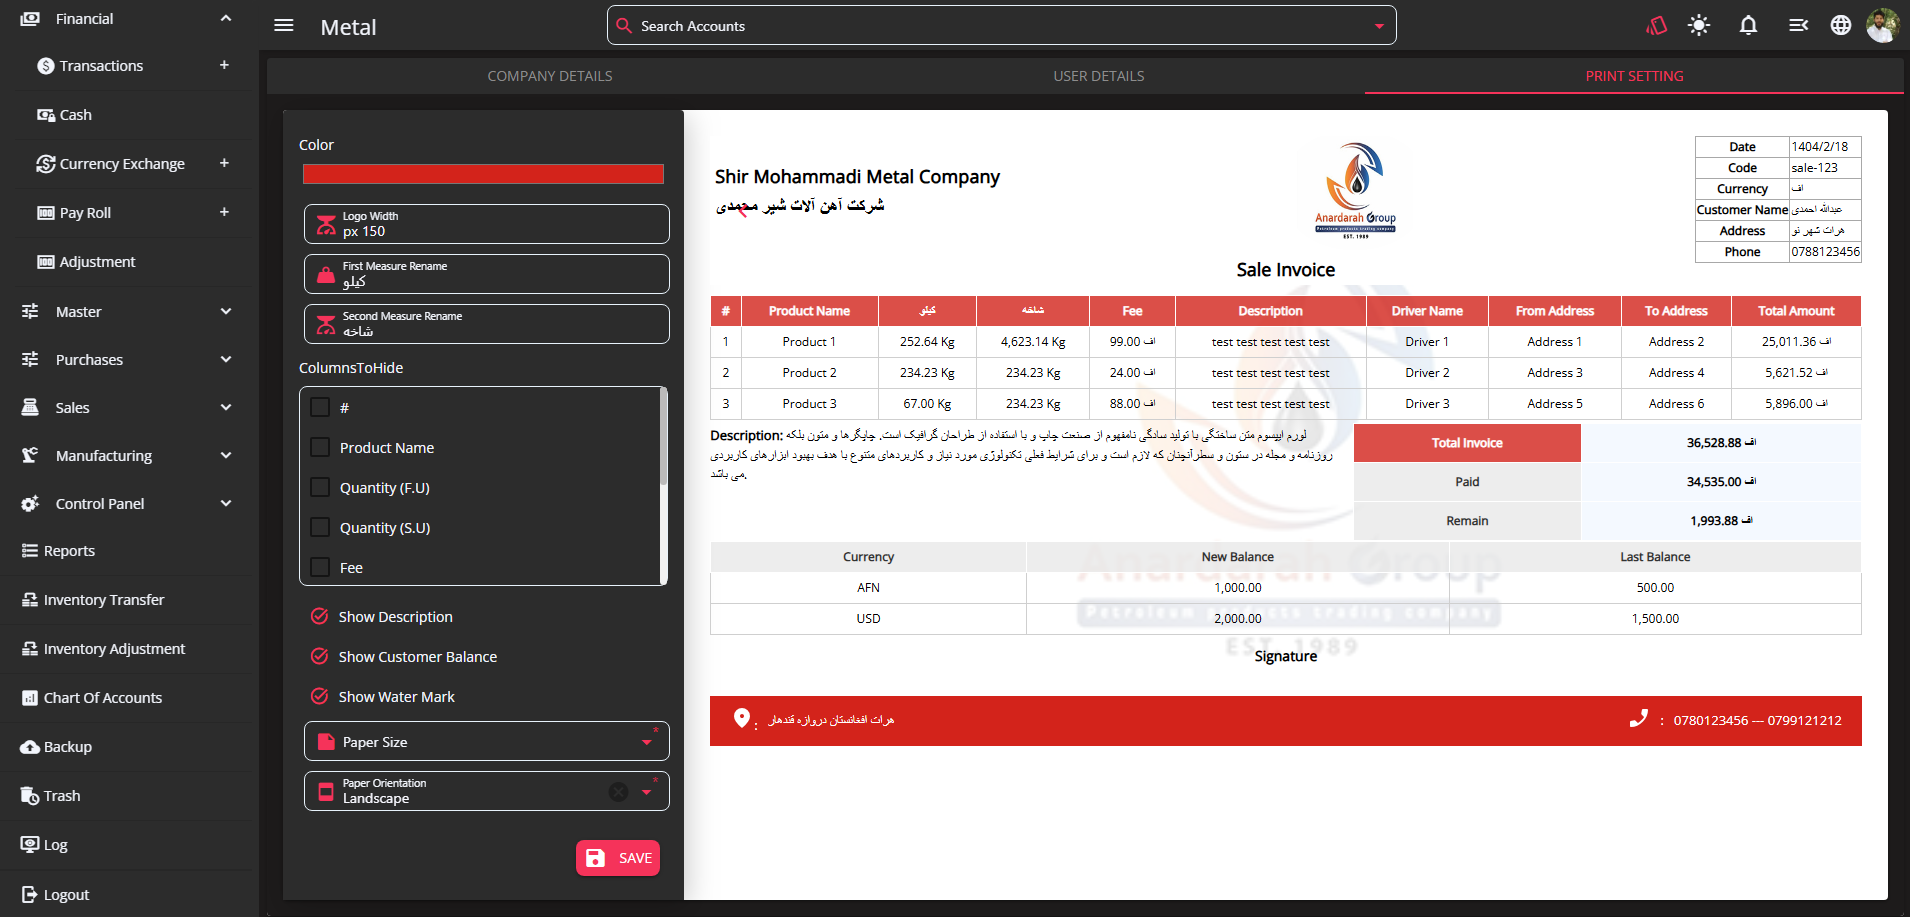 Financial
Transactions +
Cash
Currency Exchange +
Pay Roll +
Adjustment
Master
Purchases
Sales
Manufacturing
Control Panel
Reports
Inventory Transfer
Inventory Adjustment
Chart Of Accounts
Backup
Trash
Log
Logout
Metal
Search Accounts
COMPANY DETAILS
USER DETAILS
PRINT SETTING
Color
Logo Width
px 150
First Measure Rename
کیلو
Second Measure Rename
شاخه
ColumnsToHide
#
Product Name
Quantity (F.U)
Quantity (S.U)
Fee
Show Description
Show Customer Balance
Show Water Mark
Paper Size *
Paper Orientation *
Landscape
SAVE
Shir Mohammadi Metal Company
شرکت آهن آلات شیر محمدی
Anardarah Group
Petroleum products trading company
EST. 1989
Date 1404/2/18
Code sale-123
Currency اف
Customer Name عبدالله احمدی
Address هرات شهر نو
Phone 0788123456
Sale Invoice
# Product Name کیلو شاخه Fee Description Driver Name From Address To Address Total Amount
1 Product 1 252.64 Kg 4,623.14 Kg 99.00 اف test test test test test Driver 1 Address 1 Address 2 25,011.36 اف
2 Product 2 234.23 Kg 234.23 Kg 24.00 اف test test test test test Driver 2 Address 3 Address 4 5,621.52 اف
3 Product 3 67.00 Kg 234.23 Kg 88.00 اف test test test test test Driver 3 Address 5 Address 6 5,896.00 اف
Description: لورم ایپسوم متن ساختگی با تولید سادگی نامفهوم از صنعت چاپ و با استفاده از طراحان گرافیک است. چاپگرها و متون بلکه
روزنامه و مجله در ستون و سطرآنچنان که لازم است و برای شرایط فعلی تکنولوژی مورد نیاز و کاربردهای متنوع با هدف بهبود ابزارهای کاربردی
می باشد.
Total Invoice 36,528.88 اف
Paid 34,535.00 اف
Remain 1,993.88 اف
Currency New Balance Last Balance
AFN 1,000.00 500.00
USD 2,000.00 1,500.00
Anardarah Group
Petroleum products trading company
EST. 1989
Signature
: هرات افغانستان دروازه قندهار
: 0780123456 --- 0799121212